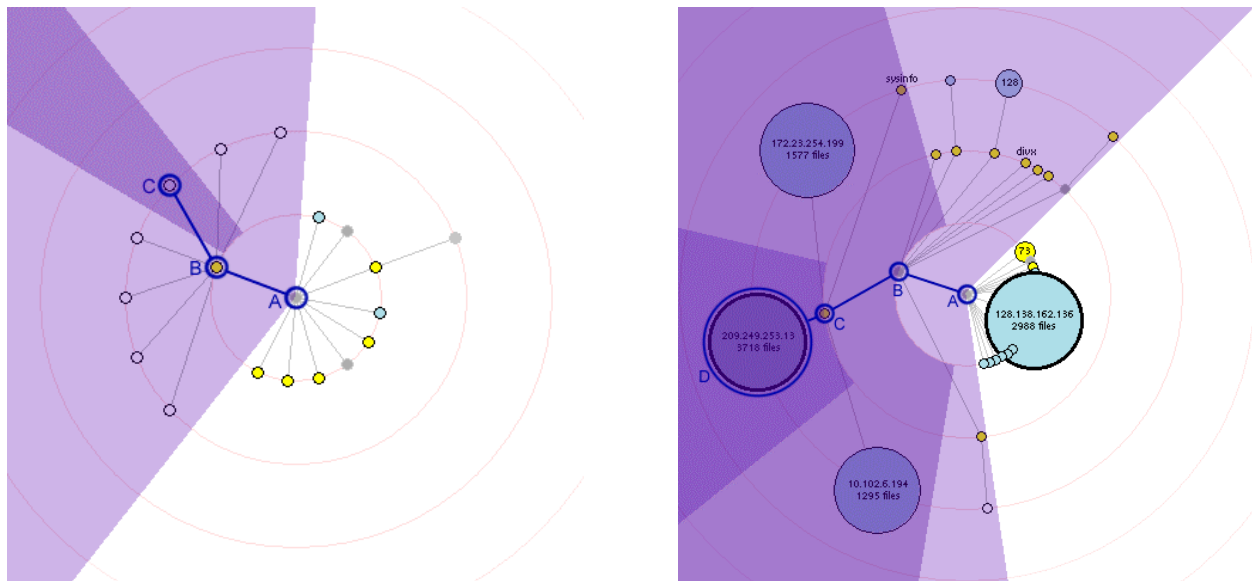 C
B
A
sysinfo
128
172.23.254.199
1577 files
divx
73
B
A
128.138.162.136
2988 files
C
209.249.253.13
3718 files
D
10.102.6.194
1295 files